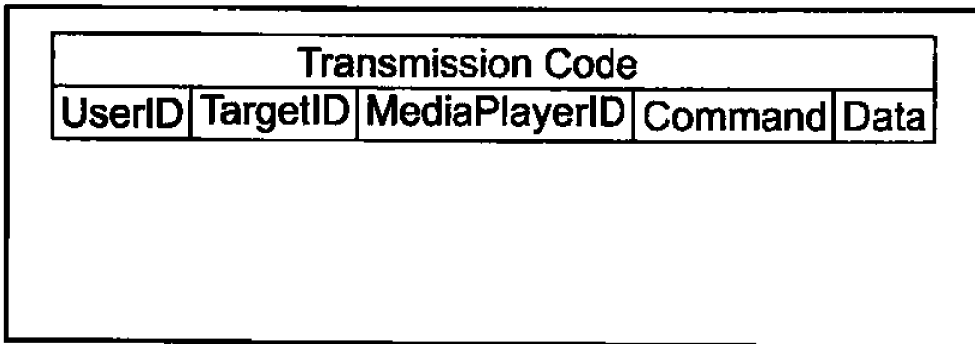 Transmission Code
UserID TargetID MediaPlayerID Command Data